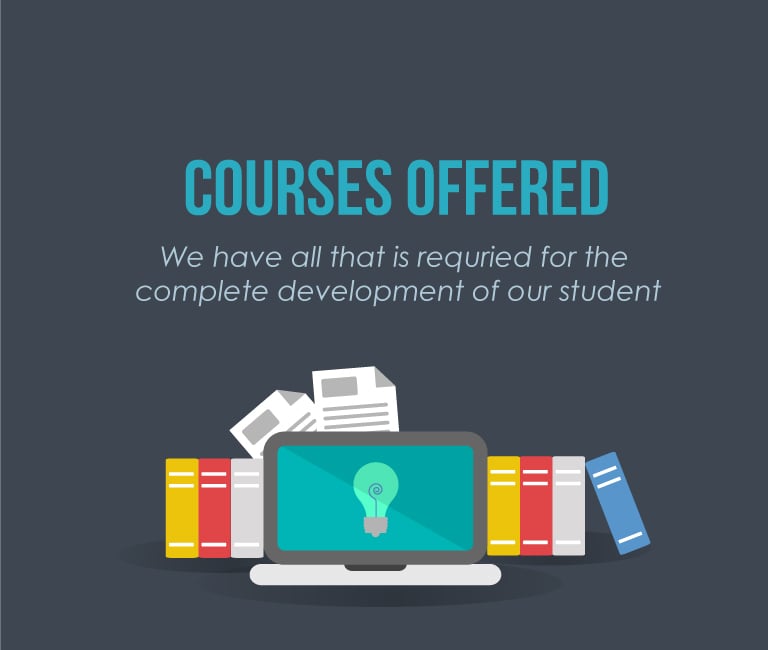 COURSES OFFERED
We have all that is requried for the
complete development of our student